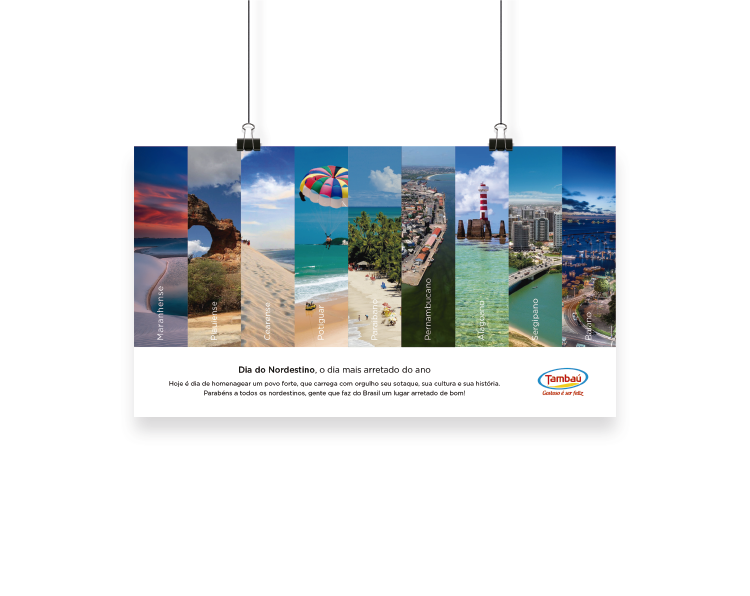 Maranhense
Piauiense
Cearense
Potiguar
Paraibano
Pernambucano
Alagoano
Sergipano
Baiano
Dia do Nordestino, o dia mais arretado do ano
Hoje é dia de homenagear um povo forte, que carrega com orgulho seu sotaque, sua cultura e sua história.
Parabéns a todos os nordestinos, gente que faz do Brasil um lugar arretado de bom!
Tambaú
Gostoso é ser feliz